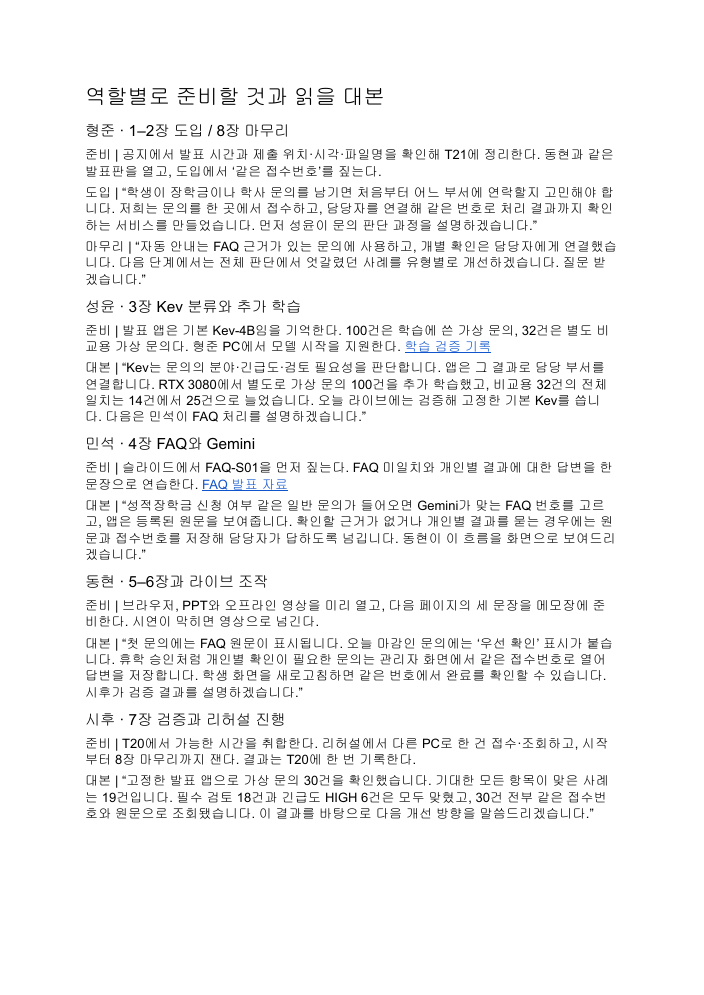 역할별로 준비할 것과 읽을 대본
형준 · 1–2장 도입 / 8장 마무리
준비 | 공지에서 발표 시간과 제출 위치·시각·파일명을 확인해 T21에 정리한다. 동현과 같은
발표판을 열고, 도입에서 ‘같은 접수번호’를 짚는다.
도입 | “학생이 장학금이나 학사 문의를 남기면 처음부터 어느 부서에 연락할지 고민해야 합
니다. 저희는 문의를 한 곳에서 접수하고, 담당자를 연결해 같은 번호로 처리 결과까지 확인
하는 서비스를 만들었습니다. 먼저 성윤이 문의 판단 과정을 설명하겠습니다.”
마무리 | “자동 안내는 FAQ 근거가 있는 문의에 사용하고, 개별 확인은 담당자에게 연결했습
니다. 다음 단계에서는 전체 판단에서 엇갈렸던 사례를 유형별로 개선하겠습니다. 질문 받
겠습니다.”
성윤 · 3장 Kev 분류와 추가 학습
준비 | 발표 앱은 기본 Kev-4B임을 기억한다. 100건은 학습에 쓴 가상 문의, 32건은 별도 비
교용 가상 문의다. 형준 PC에서 모델 시작을 지원한다. 학습 검증 기록
대본 | “Kev는 문의의 분야·긴급도·검토 필요성을 판단합니다. 앱은 그 결과로 담당 부서를
연결합니다. RTX 3080에서 별도로 가상 문의 100건을 추가 학습했고, 비교용 32건의 전체
일치는 14건에서 25건으로 늘었습니다. 오늘 라이브에는 검증해 고정한 기본 Kev를 씁니
다. 다음은 민석이 FAQ 처리를 설명하겠습니다.”
민석 · 4장 FAQ와 Gemini
준비 | 슬라이드에서 FAQ-S01을 먼저 짚는다. FAQ 미일치와 개인별 결과에 대한 답변을 한
문장으로 연습한다. FAQ 발표 자료
대본 | “성적장학금 신청 여부 같은 일반 문의가 들어오면 Gemini가 맞는 FAQ 번호를 고르
고, 앱은 등록된 원문을 보여줍니다. 확인할 근거가 없거나 개인별 결과를 묻는 경우에는 원
문과 접수번호를 저장해 담당자가 답하도록 넘깁니다. 동현이 이 흐름을 화면으로 보여드리
겠습니다.”
동현 · 5–6장과 라이브 조작
준비 | 브라우저, PPT와 오프라인 영상을 미리 열고, 다음 페이지의 세 문장을 메모장에 준
비한다. 시연이 막히면 영상으로 넘긴다.
대본 | “첫 문의에는 FAQ 원문이 표시됩니다. 오늘 마감인 문의에는 ‘우선 확인’ 표시가 붙습
니다. 휴학 승인처럼 개인별 확인이 필요한 문의는 관리자 화면에서 같은 접수번호로 열어
답변을 저장합니다. 학생 화면을 새로고침하면 같은 번호에서 완료를 확인할 수 있습니다.
시후가 검증 결과를 설명하겠습니다.”
시후 · 7장 검증과 리허설 진행
준비 | T20에서 가능한 시간을 취합한다. 리허설에서 다른 PC로 한 건 접수·조회하고, 시작
부터 8장 마무리까지 잰다. 결과는 T20에 한 번 기록한다.
대본 | “고정한 발표 앱으로 가상 문의 30건을 확인했습니다. 기대한 모든 항목이 맞은 사례
는 19건입니다. 필수 검토 18건과 긴급도 HIGH 6건은 모두 맞혔고, 30건 전부 같은 접수번
호와 원문으로 조회됐습니다. 이 결과를 바탕으로 다음 개선 방향을 말씀드리겠습니다.”